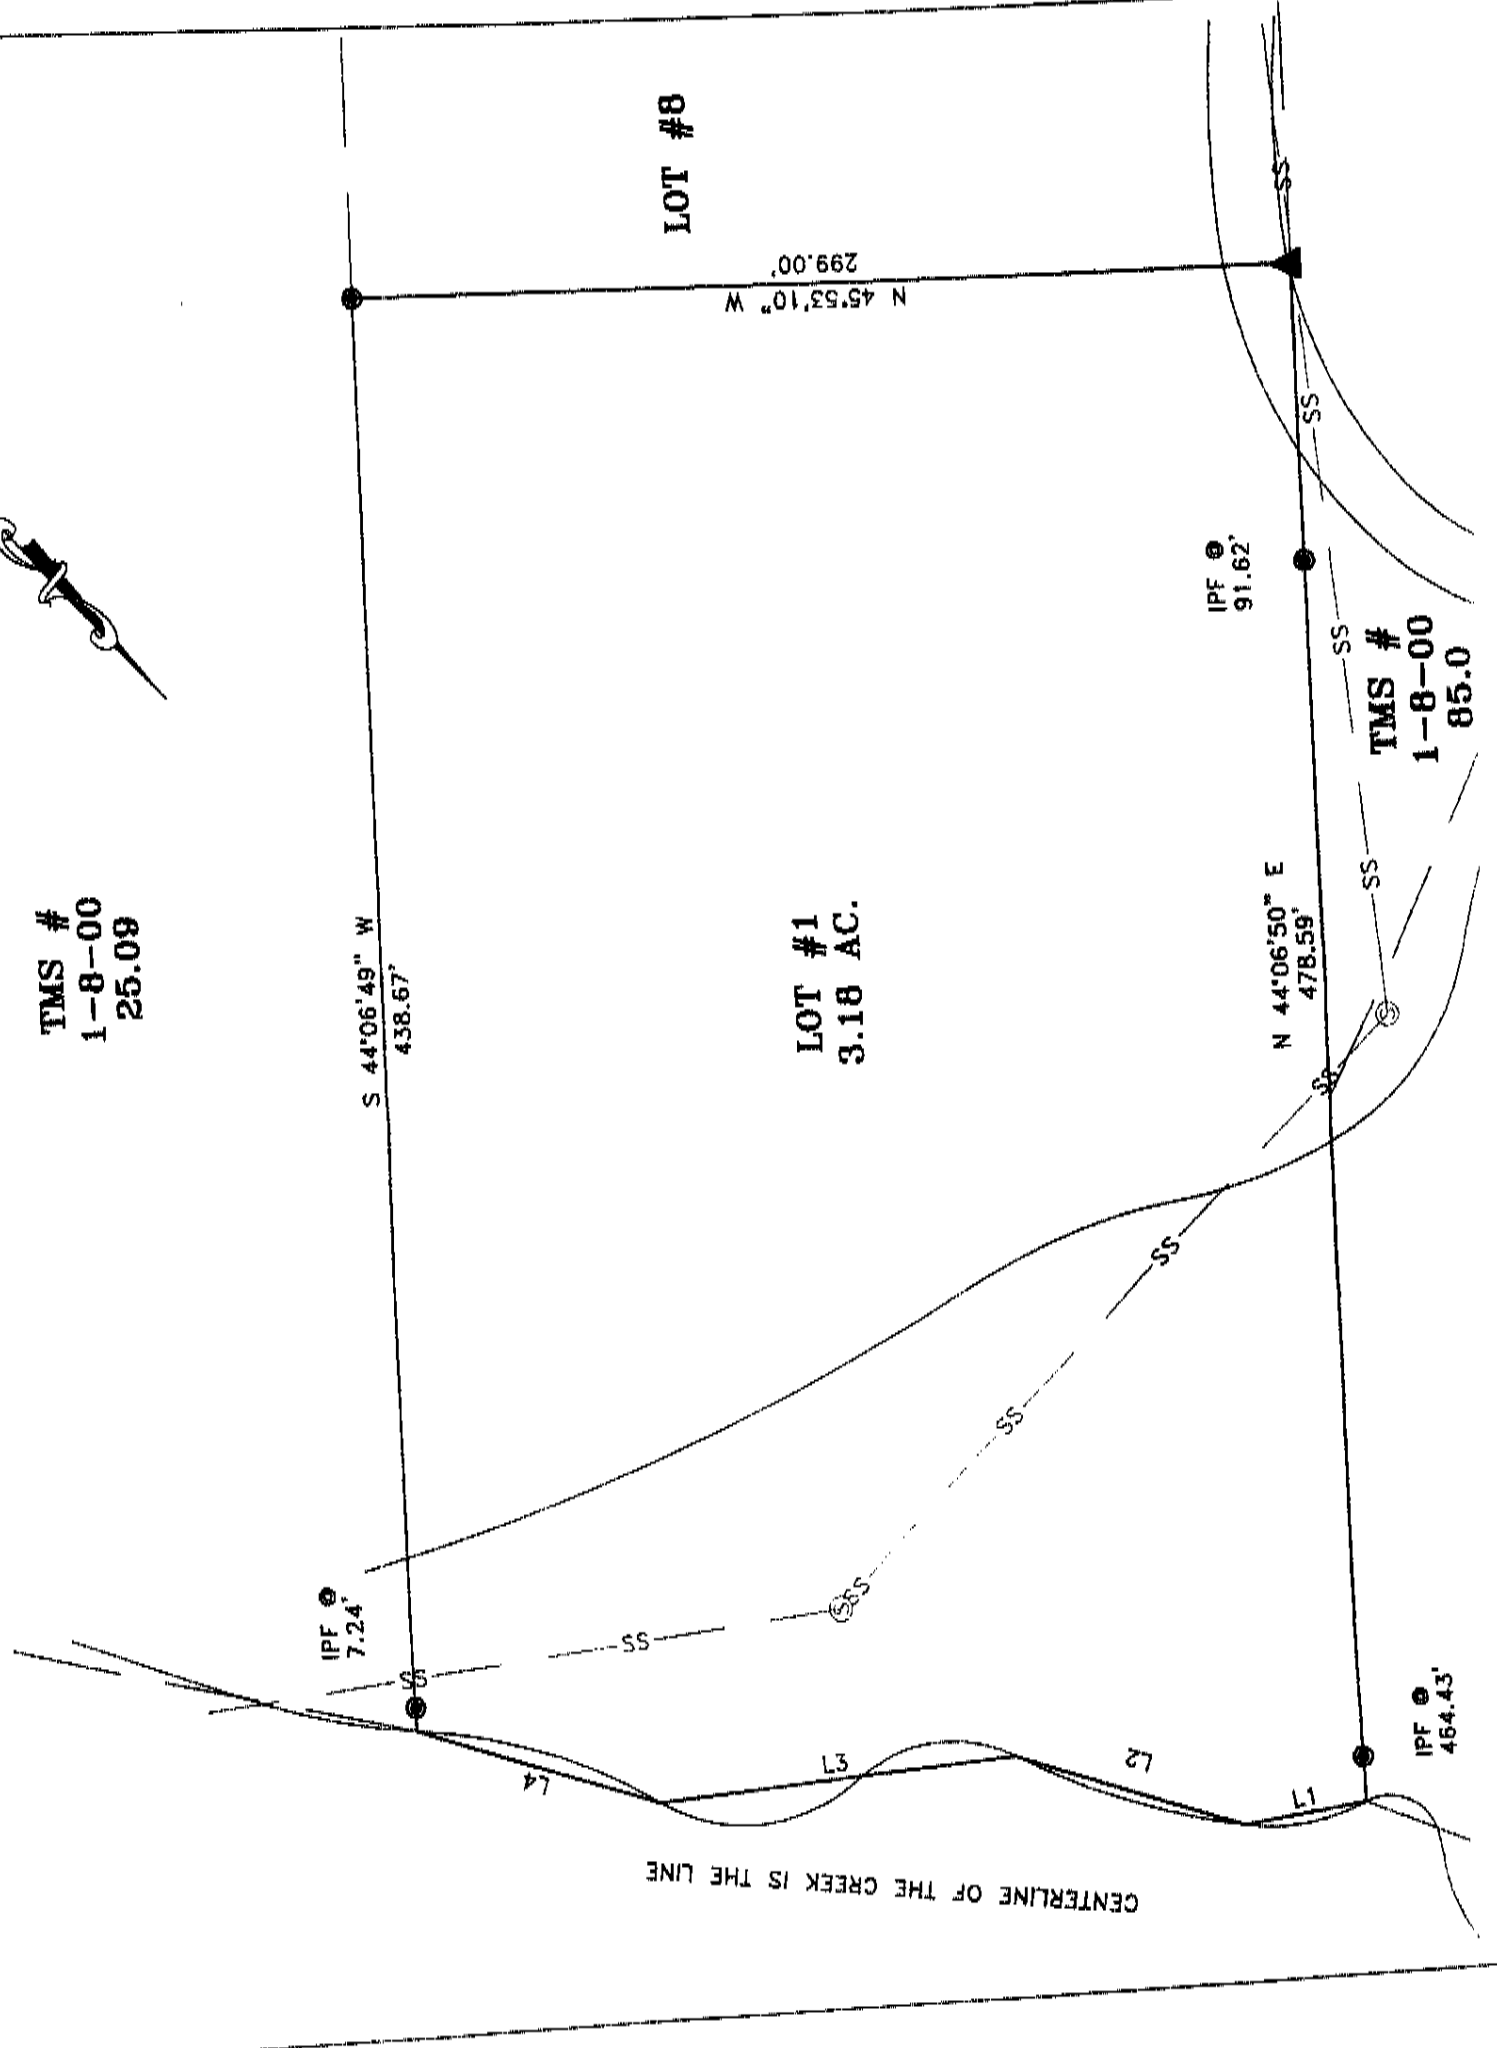 TMS #
1-8-00
25.09
LOT #8
N 45°53'10" W
299.00'
S 44°06'49" W
438.67'
LOT #1
3.18 AC.
IPF @
91.62'
N 44°06'50" E
478.59'
TMS #
1-8-00
85.0
IPF @
7.24'
IPF @
464.43'
SS
SS
SS
SS
SS
SS
SS
SS
SS
SS
S
S
L1
L2
L3
L4
CENTERLINE OF THE CREEK IS THE LINE